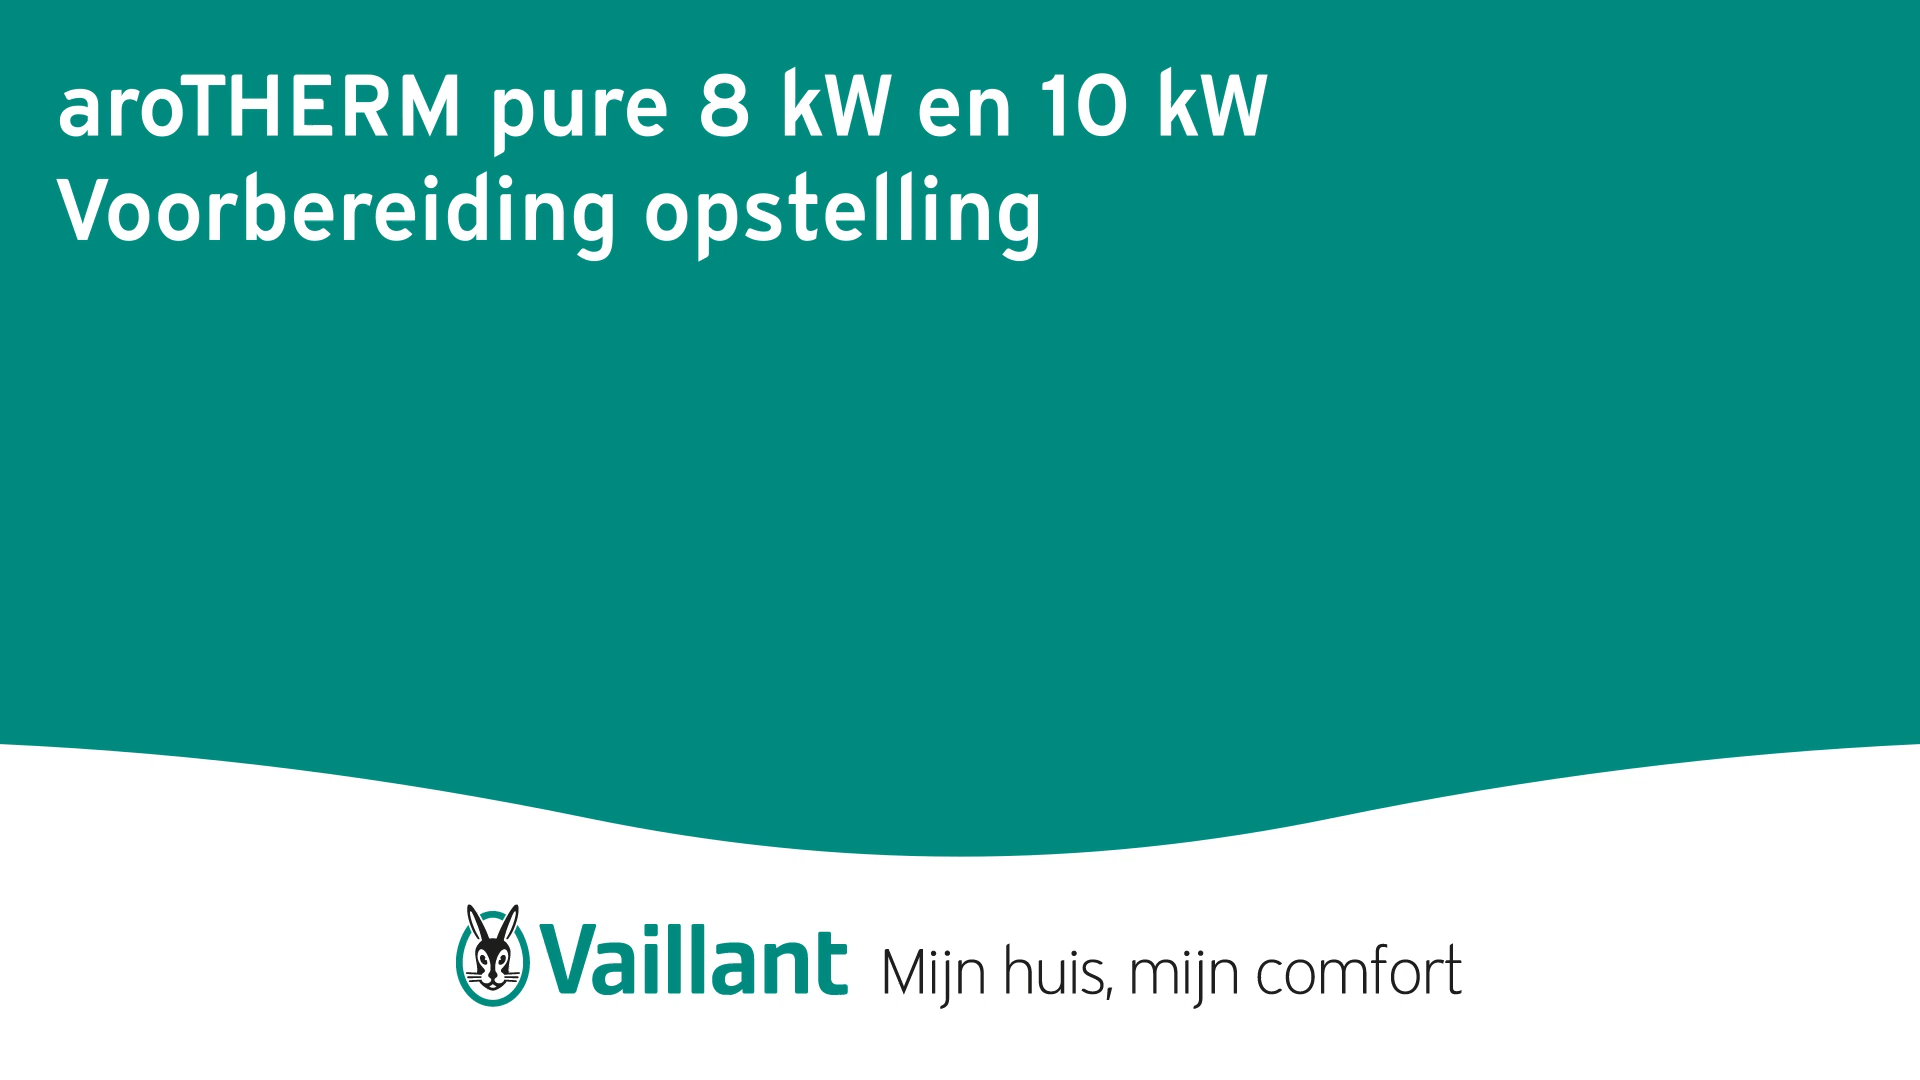 aroTHERM pure 8 kW en 10 kW
Voorbereiding opstelling
Vaillant Mijn huis, mijn comfort